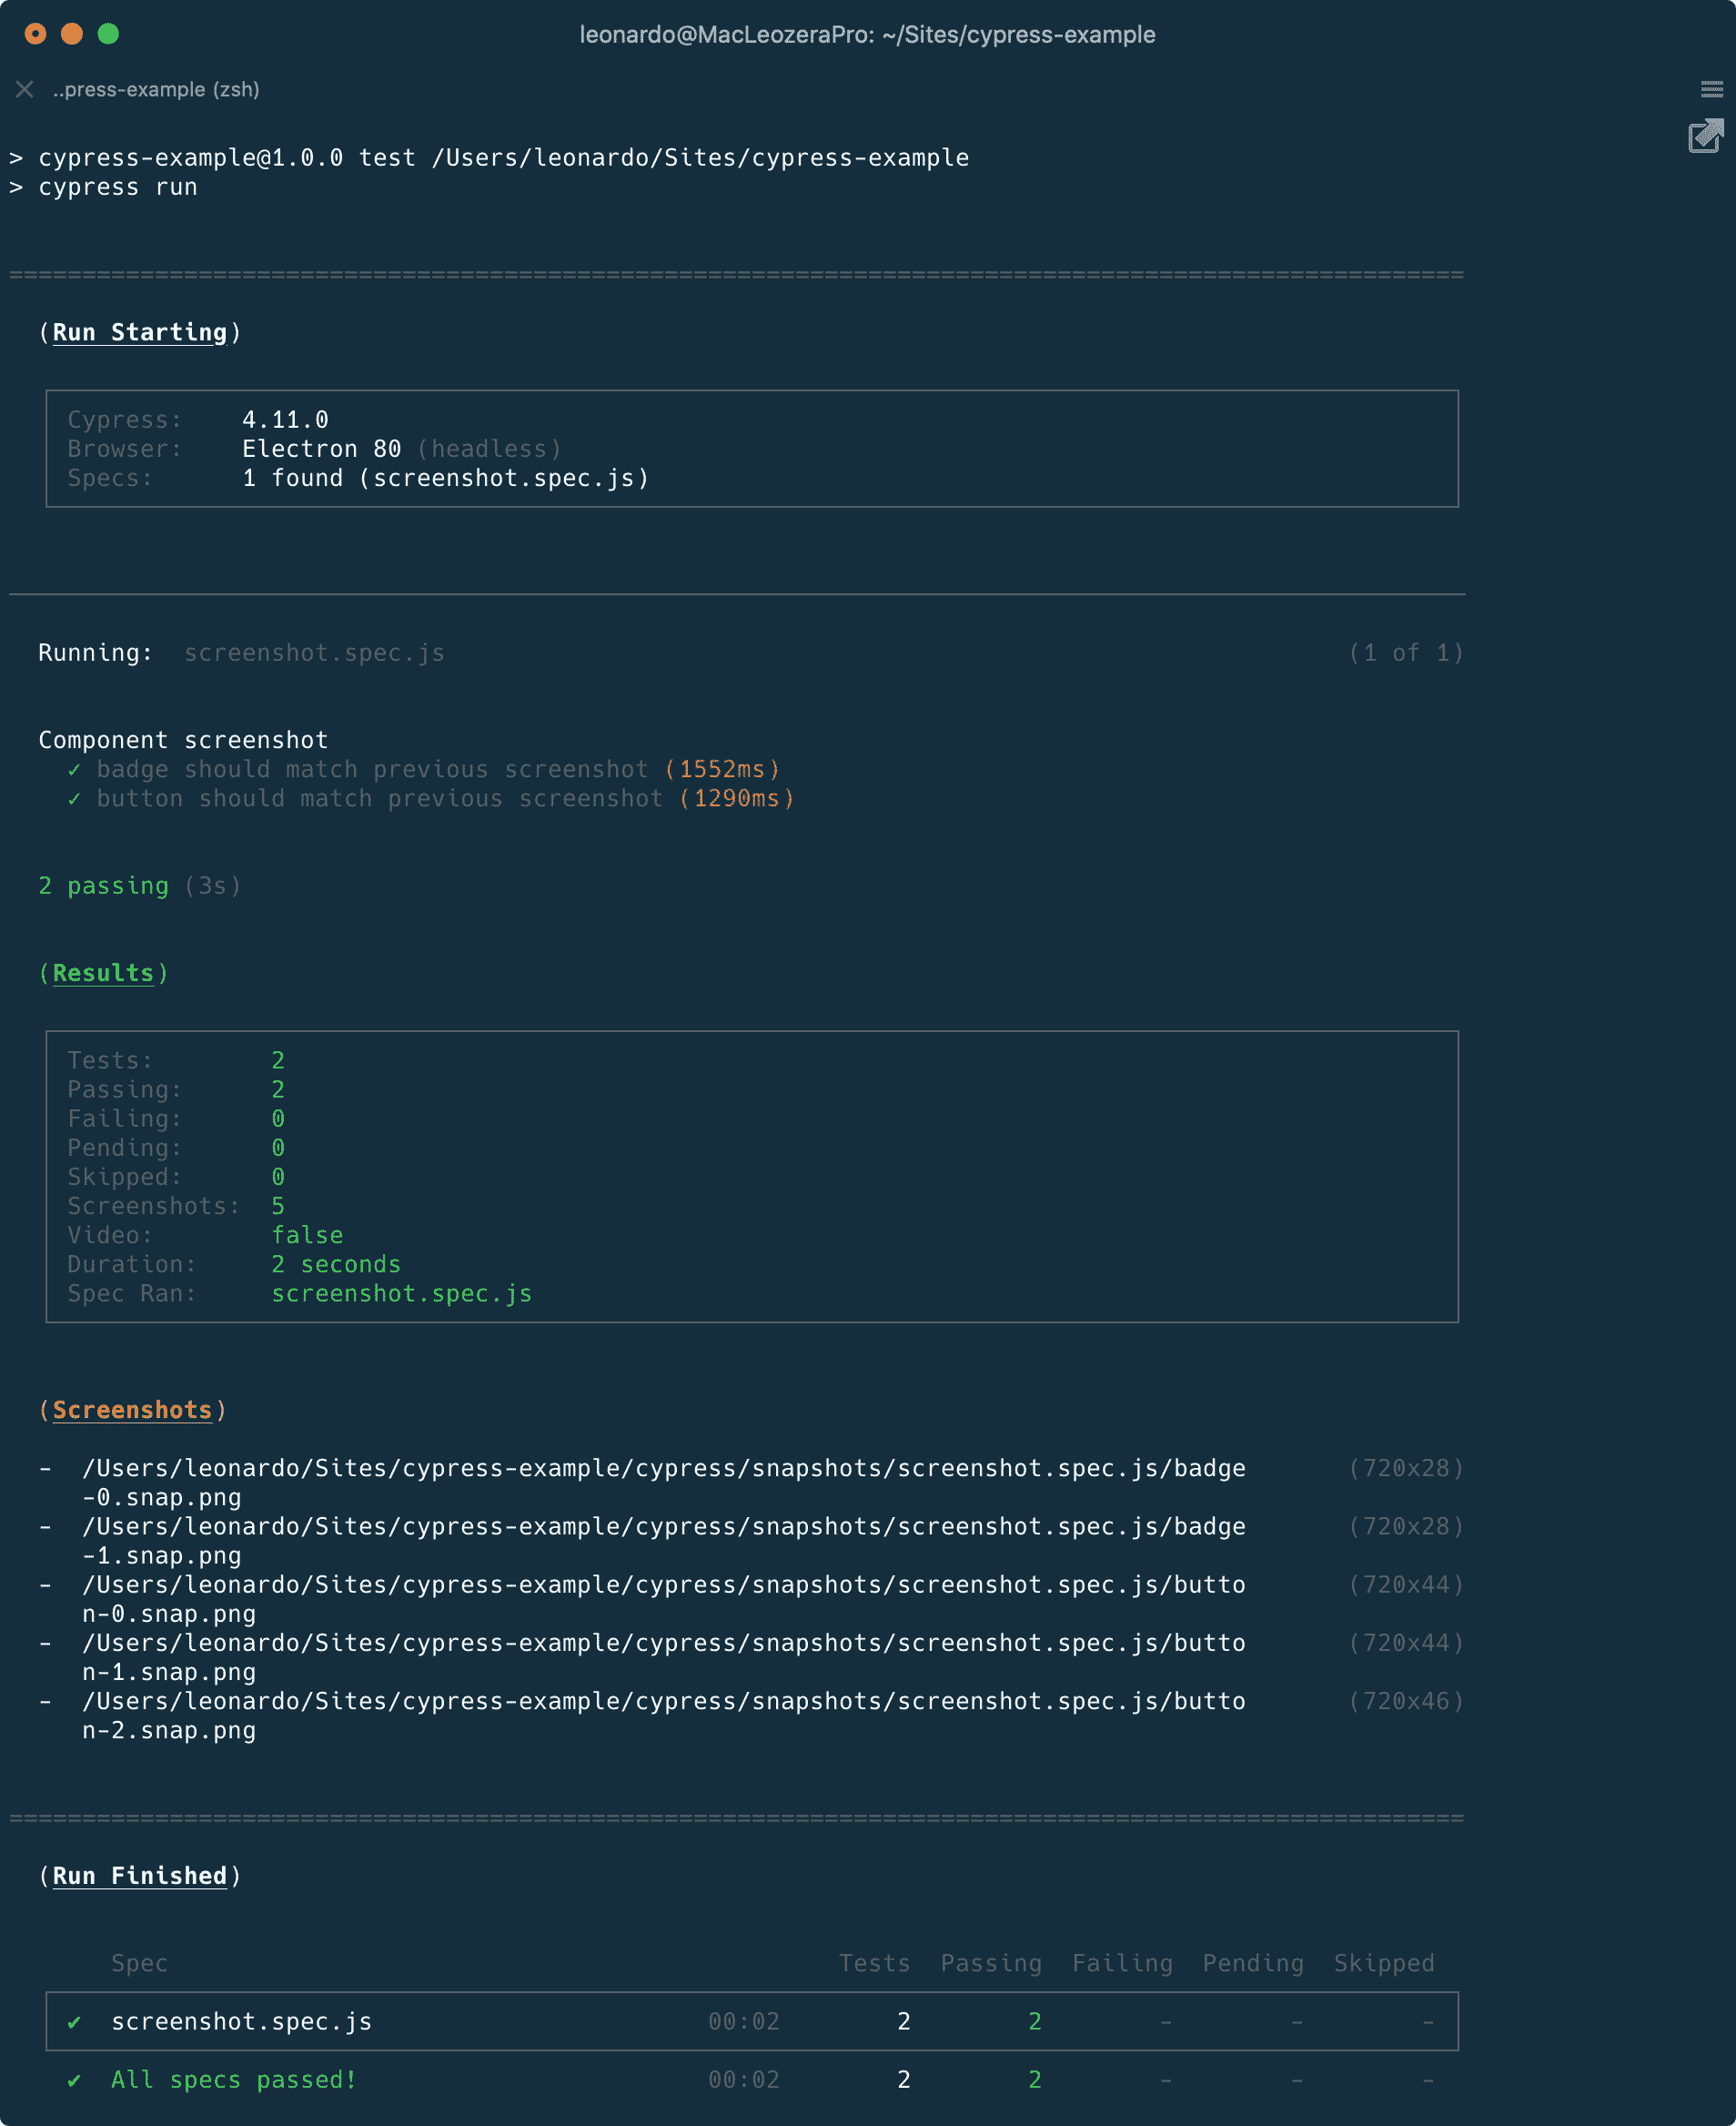 leonardo@MacLeozeraPro: ~/Sites/cypress-example
..press-example (zsh)
> cypress-example@1.0.0 test /Users/leonardo/Sites/cypress-example
> cypress run
====================================================================================================
(Run Starting)
Cypress: 4.11.0
Browser: Electron 80 (headless)
Specs: 1 found (screenshot.spec.js)
Running: screenshot.spec.js (1 of 1)
Component screenshot
✓ badge should match previous screenshot (1552ms)
✓ button should match previous screenshot (1290ms)
2 passing (3s)
(Results)
Tests: 2
Passing: 2
Failing: 0
Pending: 0
Skipped: 0
Screenshots: 5
Video: false
Duration: 2 seconds
Spec Ran: screenshot.spec.js
(Screenshots)
- /Users/leonardo/Sites/cypress-example/cypress/snapshots/screenshot.spec.js/badge (720x28)
-0.snap.png
- /Users/leonardo/Sites/cypress-example/cypress/snapshots/screenshot.spec.js/badge (720x28)
-1.snap.png
- /Users/leonardo/Sites/cypress-example/cypress/snapshots/screenshot.spec.js/butto (720x44)
n-0.snap.png
- /Users/leonardo/Sites/cypress-example/cypress/snapshots/screenshot.spec.js/butto (720x44)
n-1.snap.png
- /Users/leonardo/Sites/cypress-example/cypress/snapshots/screenshot.spec.js/butto (720x46)
n-2.snap.png
====================================================================================================
(Run Finished)
Spec Tests Passing Failing Pending Skipped
✔ screenshot.spec.js 00:02 2 2 - - -
✔ All specs passed! 00:02 2 2 - - -